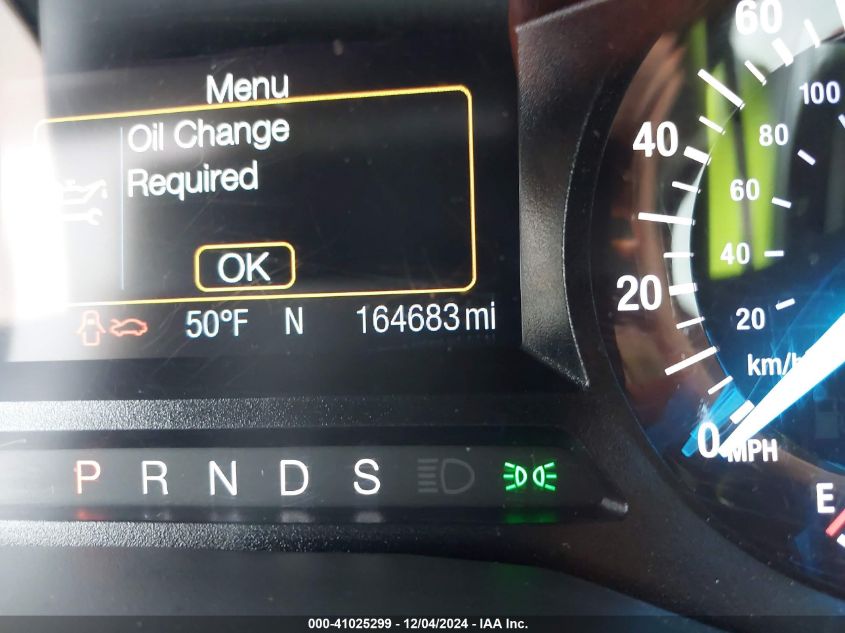 Menu
Oil Change
Required
OK
50°F N 164683 mi
P R N D S
60
40
20
0
MPH
100
80
60
40
20
km/h
E
000-41025299 - 12/04/2024 - IAA Inc.